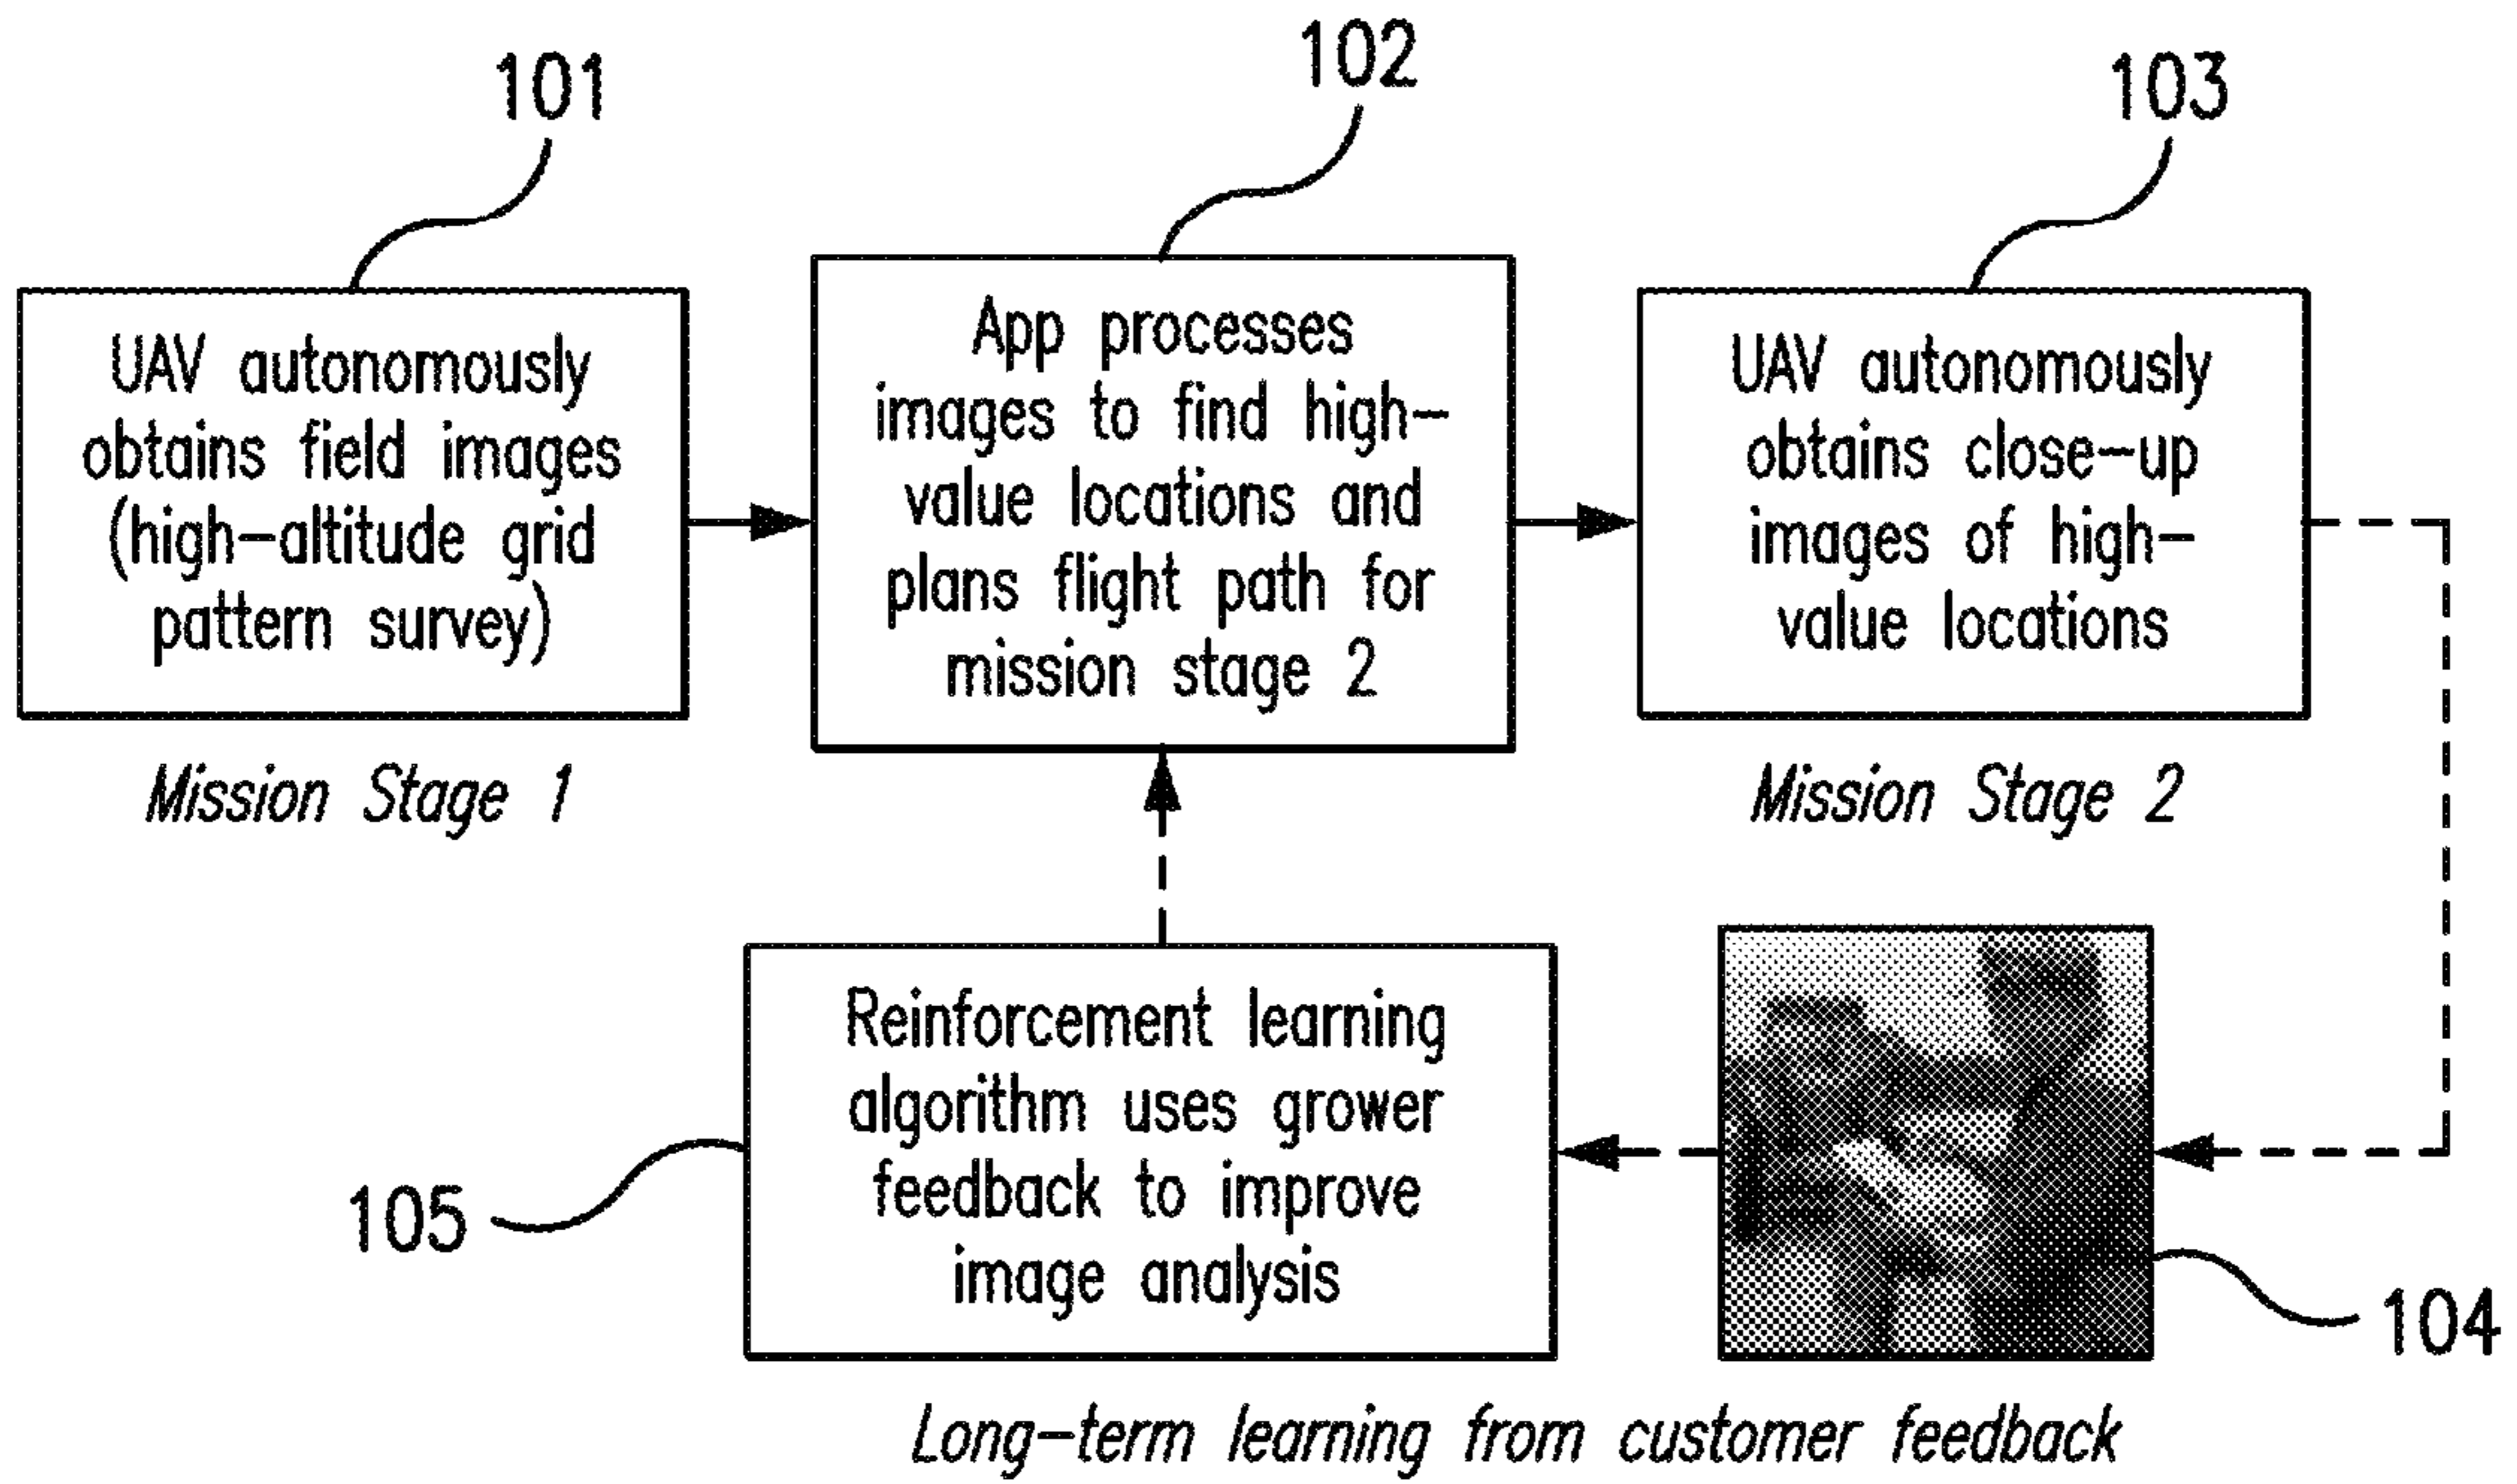 101
102
103
UAV autonomously
obtains field images
(high-altitude grid
pattern survey)
Mission Stage 1
App processes
images to find high-
value locations and
plans flight path for
mission stage 2
UAV autonomously
obtains close-up
images of high-
value locations
Mission Stage 2
Reinforcement learning
algorithm uses grower
feedback to improve
image analysis
105
104
Long-term learning from customer feedback